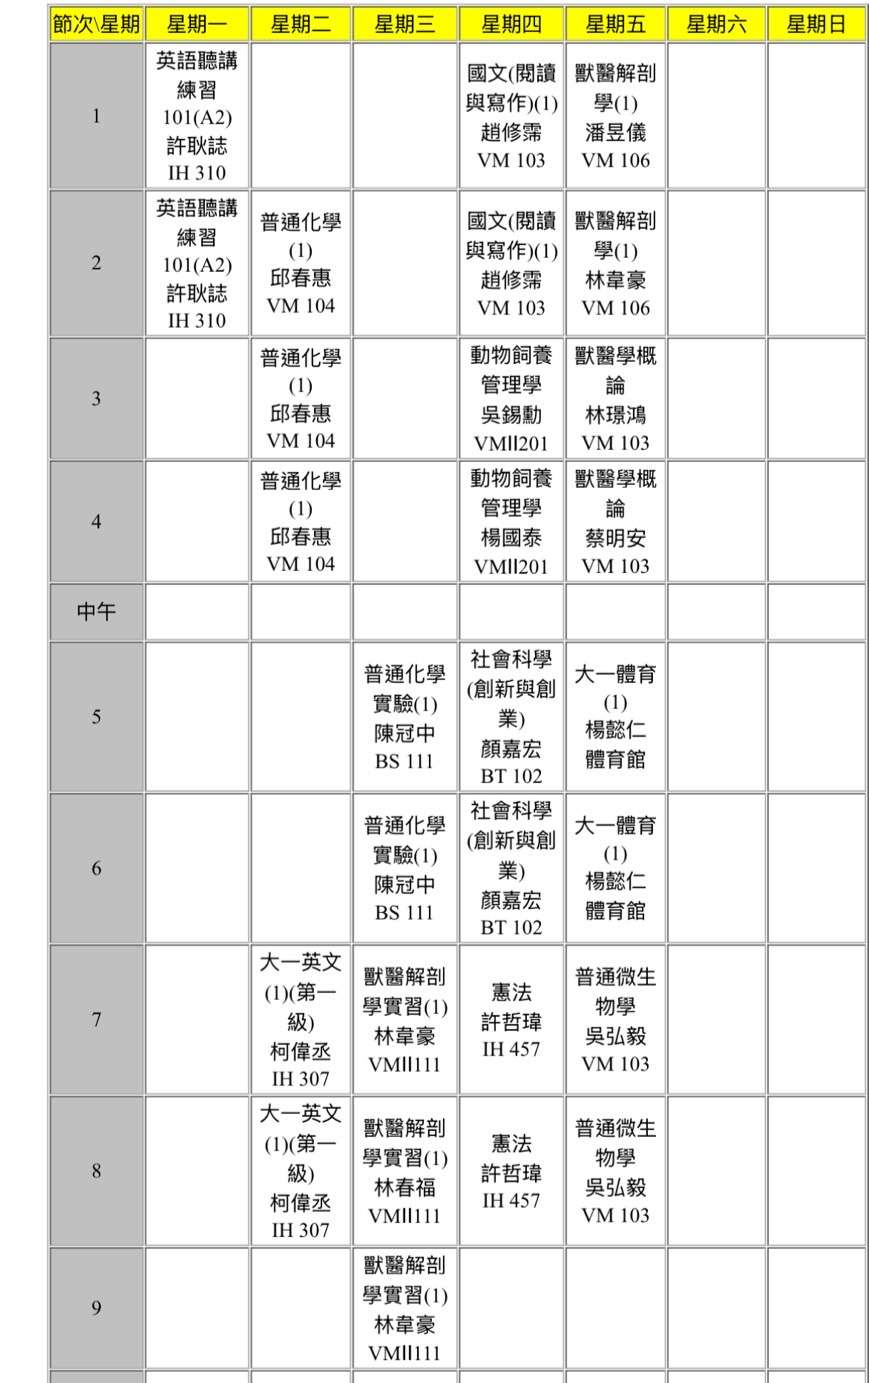 節次\星期 星期一 星期二 星期三 星期四 星期五 星期六 星期日
1
英語聽講
練習
101(A2)
許耿誌
IH 310
國文(閱讀
與寫作)(1)
趙修霈
VM 103
獸醫解剖
學(1)
潘昱儀
VM 106
2
英語聽講
練習
101(A2)
許耿誌
IH 310
普通化學
(1)
邱春惠
VM 104
國文(閱讀
與寫作)(1)
趙修霈
VM 103
獸醫解剖
學(1)
林韋豪
VM 106
3
普通化學
(1)
邱春惠
VM 104
動物飼養
管理學
吳錫勳
VMII201
獸醫學概
論
林璟鴻
VM 103
4
普通化學
(1)
邱春惠
VM 104
動物飼養
管理學
楊國泰
VMII201
獸醫學概
論
蔡明安
VM 103
中午
5
普通化學
實驗(1)
陳冠中
BS 111
社會科學
(創新與創
業)
顏嘉宏
BT 102
大一體育
(1)
楊懿仁
體育館
6
普通化學
實驗(1)
陳冠中
BS 111
社會科學
(創新與創
業)
顏嘉宏
BT 102
大一體育
(1)
楊懿仁
體育館
7
大一英文
(1)(第一
級)
柯偉丞
IH 307
獸醫解剖
學實習(1)
林韋豪
VMII111
憲法
許哲瑋
IH 457
普通微生
物學
吳弘毅
VM 103
8
大一英文
(1)(第一
級)
柯偉丞
IH 307
獸醫解剖
學實習(1)
林春福
VMII111
憲法
許哲瑋
IH 457
普通微生
物學
吳弘毅
VM 103
9
獸醫解剖
學實習(1)
林韋豪
VMII111